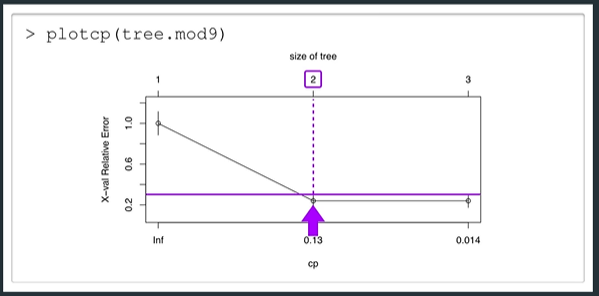 > plotcp(tree.mod9)
size of tree
1 2 3
X-val Relative Error
1.0
0.6
0.2
Inf 0.13 0.014
cp